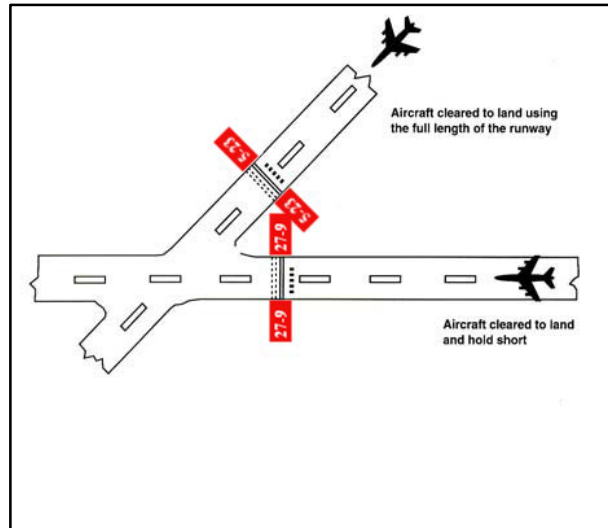 5-23
Aircraft cleared to land using
the full length of the runway
5-23
27-9
27-9
Aircraft cleared to land
and hold short